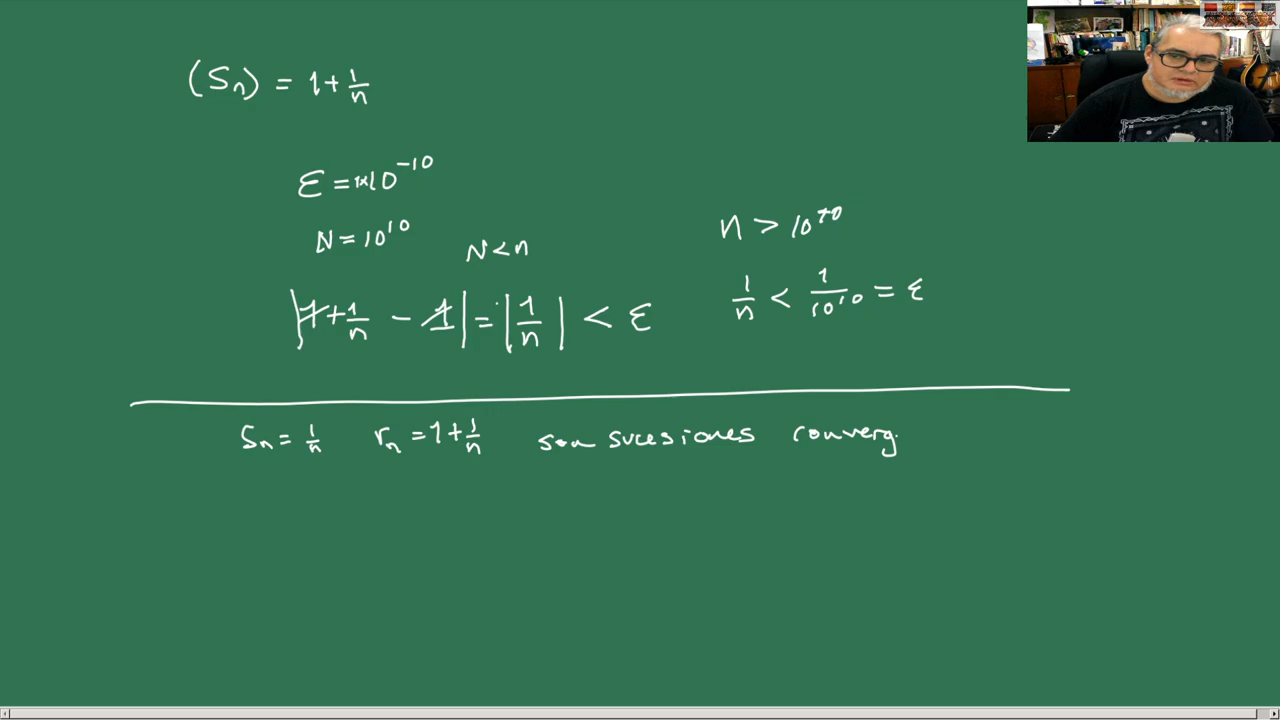 (Sn) = 1+1/n
ε = 1×10^-10
N = 10^10
N < n
n > 10^+10
|1+1/n - 1| = |1/n| < ε
1/n < 1/10^10 = ε
Sn = 1/n rn = 1+1/n son sucesiones converg